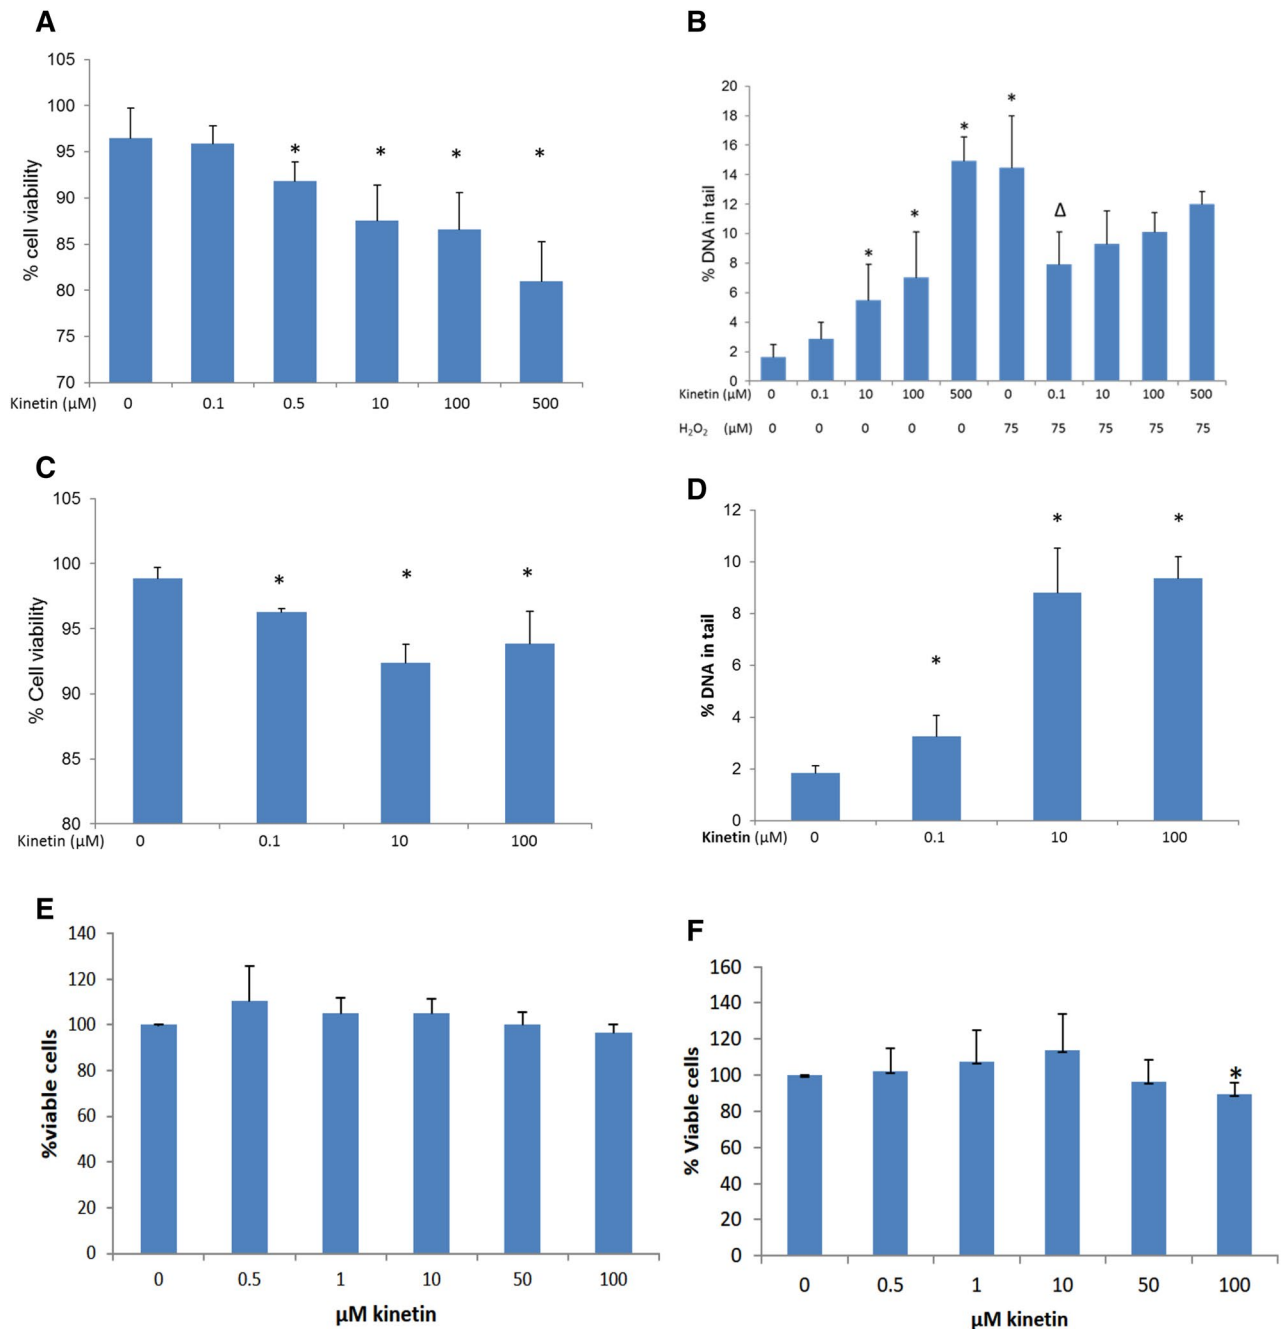 A
105
100
95
90
85
80
75
70
% cell viability
* * * *
Kinetin (μM) 0 0.1 0.5 10 100 500
B
20
18
16
14
12
10
8
6
4
2
0
% DNA in tail
* * * * Δ
Kinetin (μM) 0 0.1 10 100 500 0 0.1 10 100 500
H₂O₂ (μM) 0 0 0 0 0 75 75 75 75 75
C
105
100
95
90
85
80
% Cell viability
* * *
Kinetin (μM) 0 0.1 10 100
D
12
10
8
6
4
2
0
% DNA in tail
* * *
Kinetin (μM) 0 0.1 10 100
E
140
120
100
80
60
40
20
0
%viable cells
0 0.5 1 10 50 100
μM kinetin
F
160
140
120
100
80
60
40
20
0
% Viable cells
*
0 0.5 1 10 50 100
μM kinetin